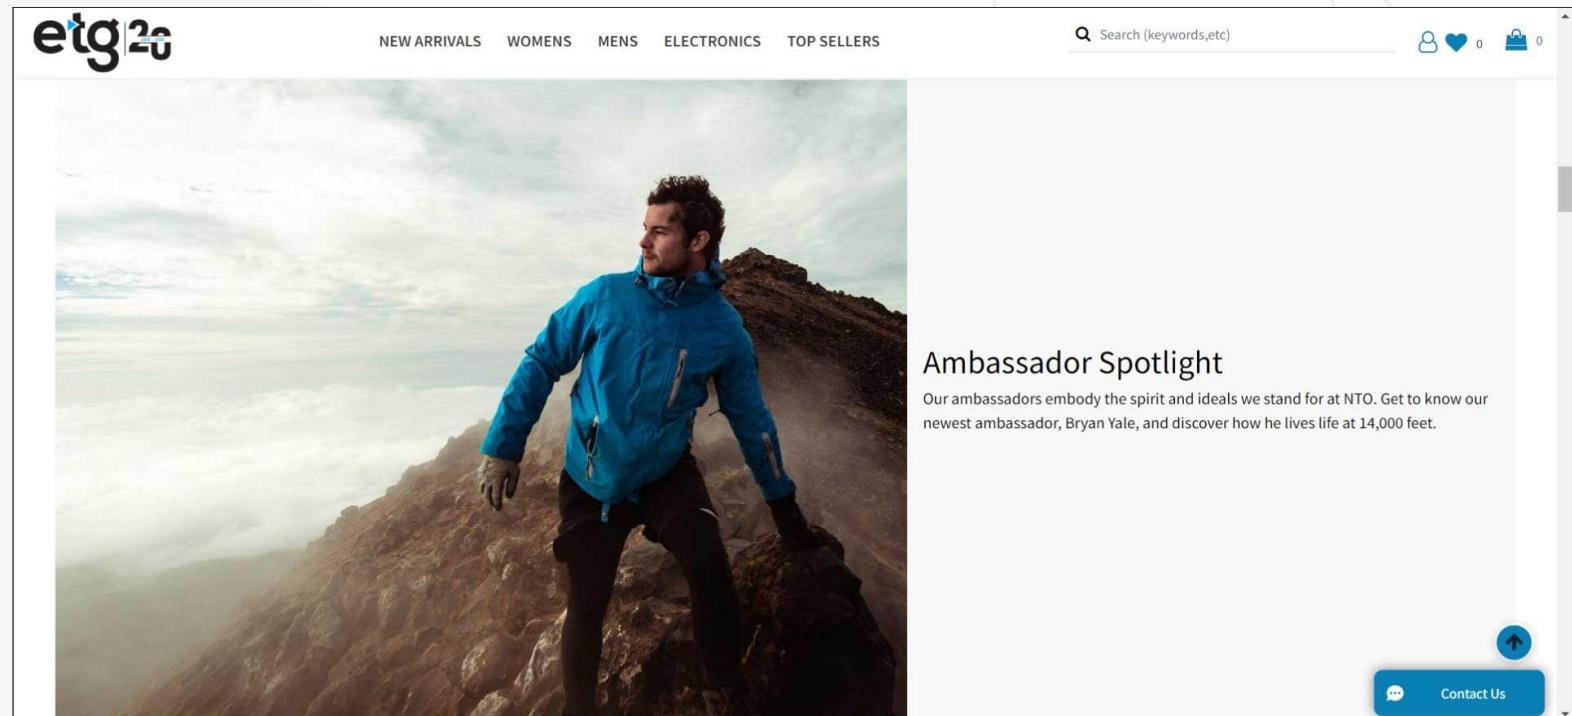 etg 20
NEW ARRIVALS WOMENS MENS ELECTRONICS TOP SELLERS
Search (keywords,etc)
0
0
Ambassador Spotlight
Our ambassadors embody the spirit and ideals we stand for at NTO. Get to know our
newest ambassador, Bryan Yale, and discover how he lives life at 14,000 feet.
Contact Us